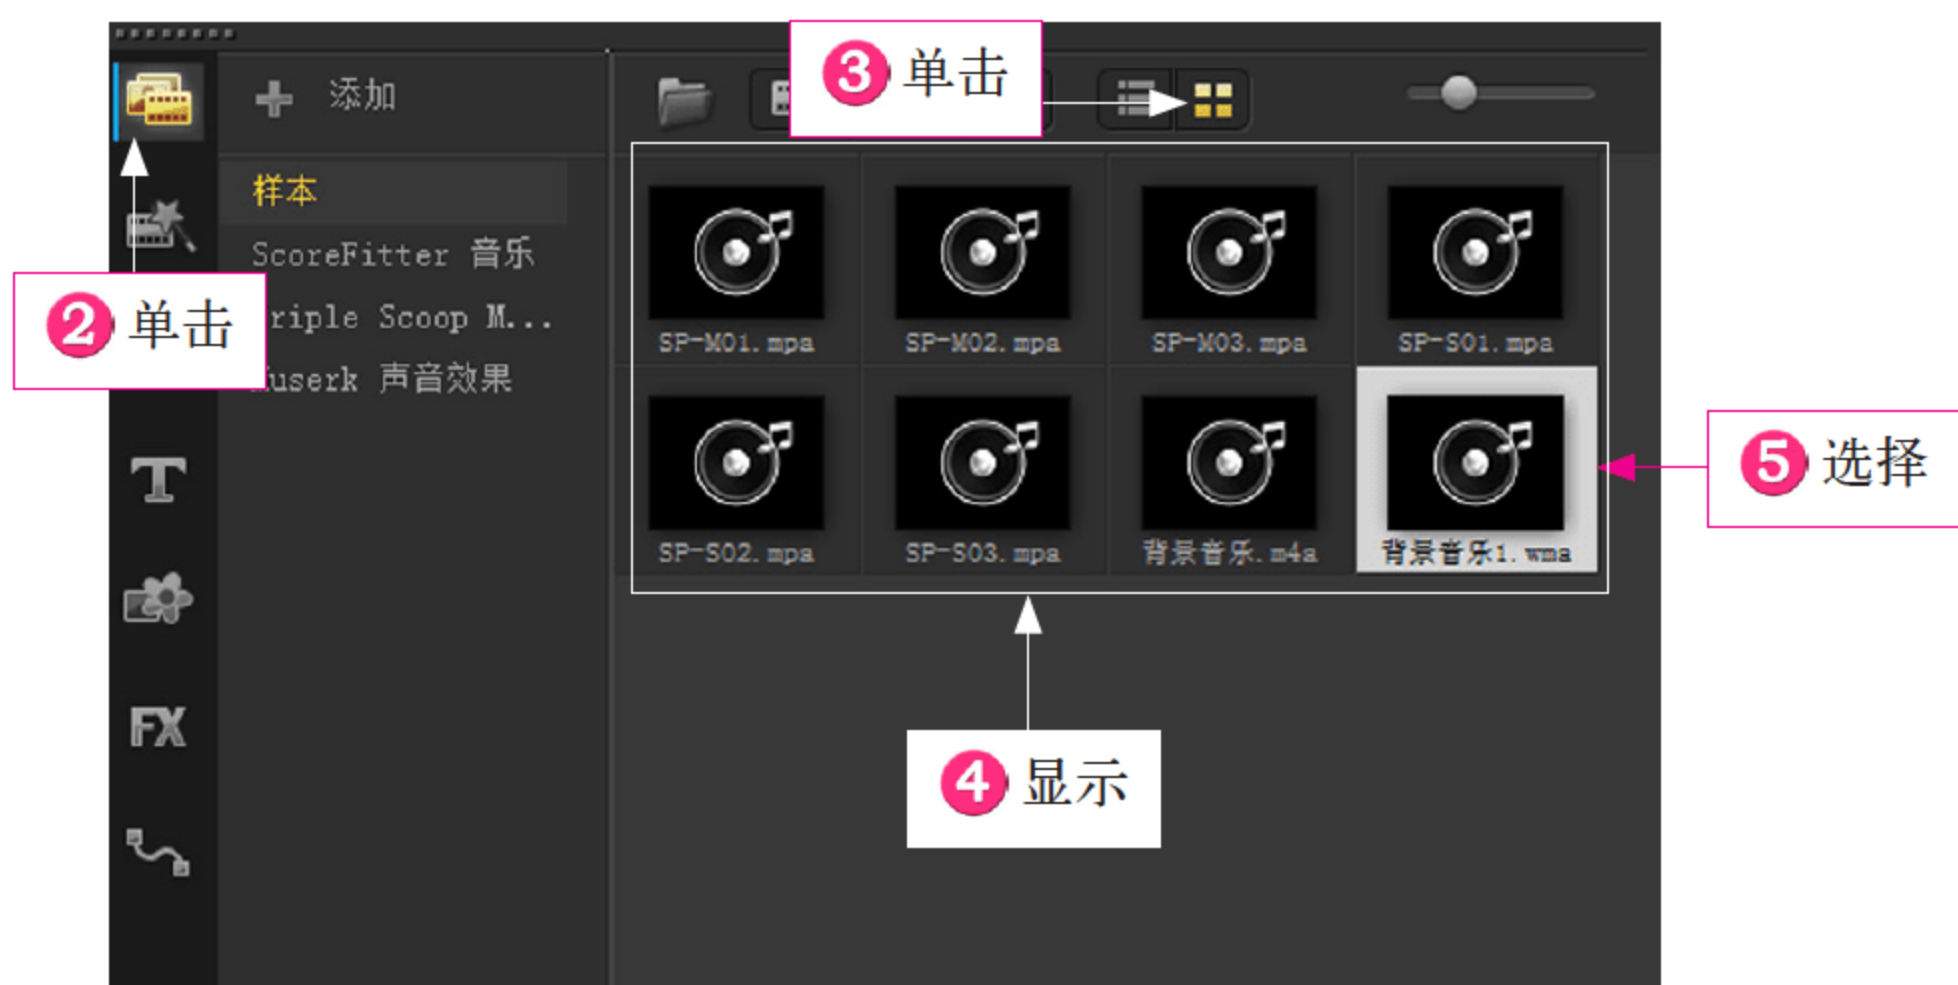 3 单击
添加
样本
ScoreFitter 音乐
2 单击
riple Scoop M...
userk 声音效果
SP-M01.mpa
SP-M02.mpa
SP-M03.mpa
SP-S01.mpa
SP-S02.mpa
SP-S03.mpa
背景音乐.m4a
背景音乐1.wma
5 选择
T
FX
4 显示